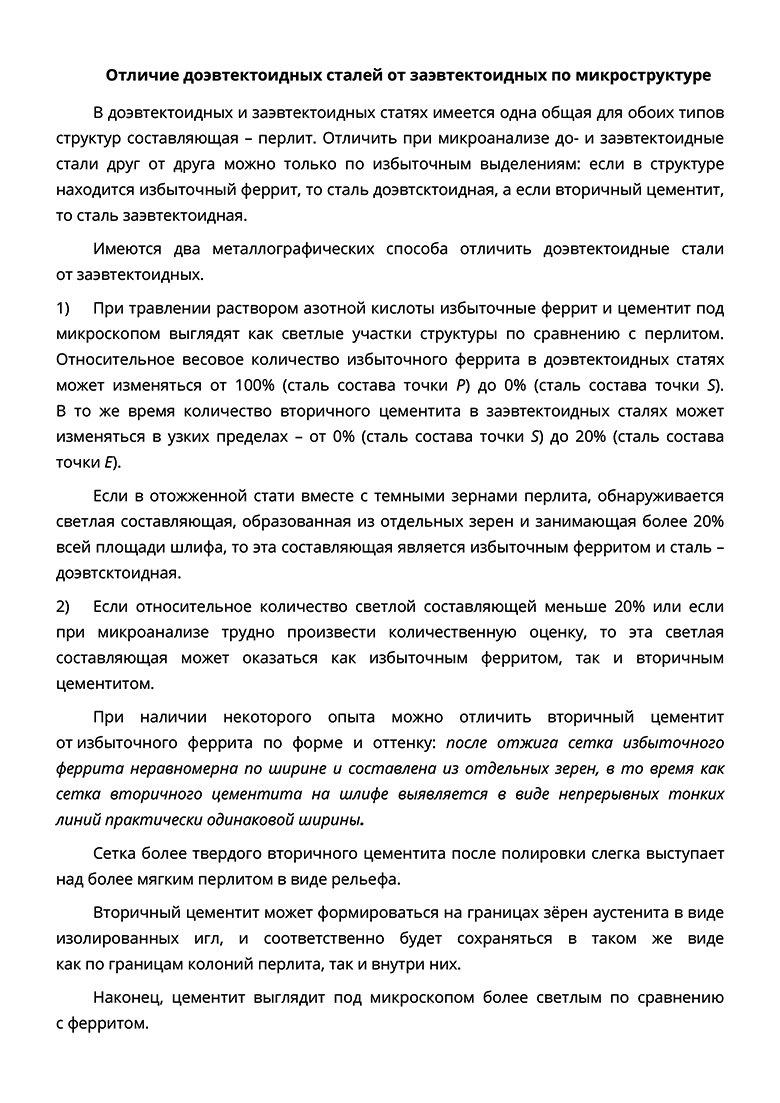 Отличие доэвтектоидных сталей от заэвтектоидных по микроструктуре
В доэвтектоидных и заэвтектоидных статях имеется одна общая для обоих типов
структур составляющая – перлит. Отличить при микроанализе до- и заэвтектоидные
стали друг от друга можно только по избыточным выделениям: если в структуре
находится избыточный феррит, то сталь доэвтсктоидная, а если вторичный цементит,
то сталь заэвтектоидная.
Имеются два металлографических способа отличить доэвтектоидные стали
от заэвтектоидных.
1) При травлении раствором азотной кислоты избыточные феррит и цементит под
микроскопом выглядят как светлые участки структуры по сравнению с перлитом.
Относительное весовое количество избыточного феррита в доэвтектоидных статях
может изменяться от 100% (сталь состава точки P) до 0% (сталь состава точки S).
В то же время количество вторичного цементита в заэвтектоидных сталях может
изменяться в узких пределах – от 0% (сталь состава точки S) до 20% (сталь состава
точки E).
Если в отожженной стати вместе с темными зернами перлита, обнаруживается
светлая составляющая, образованная из отдельных зерен и занимающая более 20%
всей площади шлифа, то эта составляющая является избыточным ферритом и сталь –
доэвтсктоидная.
2) Если относительное количество светлой составляющей меньше 20% или если
при микроанализе трудно произвести количественную оценку, то эта светлая
составляющая может оказаться как избыточным ферритом, так и вторичным
цементитом.
При наличии некоторого опыта можно отличить вторичный цементит
от избыточного феррита по форме и оттенку: после отжига сетка избыточного
феррита неравномерна по ширине и составлена из отдельных зерен, в то время как
сетка вторичного цементита на шлифе выявляется в виде непрерывных тонких
линий практически одинаковой ширины.
Сетка более твердого вторичного цементита после полировки слегка выступает
над более мягким перлитом в виде рельефа.
Вторичный цементит может формироваться на границах зёрен аустенита в виде
изолированных игл, и соответственно будет сохраняться в таком же виде
как по границам колоний перлита, так и внутри них.
Наконец, цементит выглядит под микроскопом более светлым по сравнению
с ферритом.